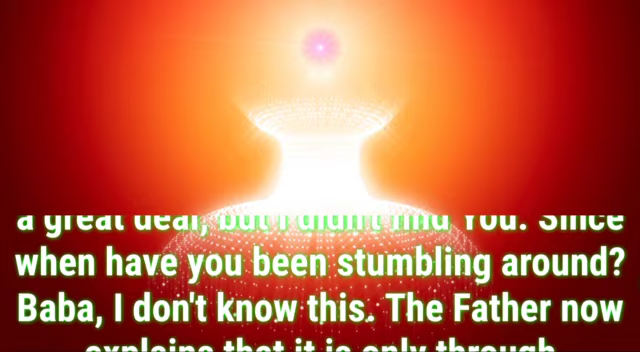 a great deal, but I didn't find You. Since
when have you been stumbling around?
Baba, I don't know this. The Father now
explains that it is only through